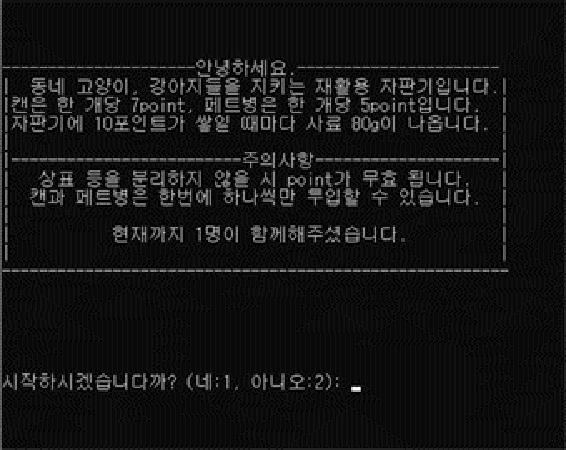 안녕하세요.
동네 고양이, 강아지들을 지키는 재활용 자판기입니다.
캔은 한 개당 7point, 페트병은 한 개당 5point입니다.
자판기에 10포인트가 쌓일 때마다 사료 80g이 나옵니다.
주의사항
상표 등을 분리하지 않을 시 point가 무효 됩니다.
캔과 페트병은 한번에 하나씩만 투입할 수 있습니다.
현재까지 1명이 함께해주셨습니다.
시작하시겠습니다까? (네:1, 아니오:2):